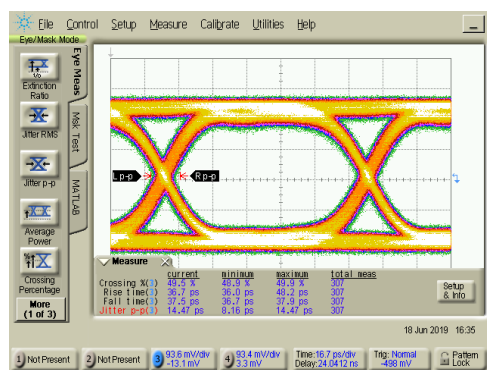 File Control Setup Measure Calibrate Utilities Help
Eye/Mask Mode
Eye Meas
Msk Test
MATLAB
Extinction
Ratio
Jitter RMS
Jitter p-p
Average
Power
Crossing
Percentage
More
(1 of 3)
L p-p
R p-p
Measure
current minimum maximum total meas
Crossing %(3) 49.5 % 48.9 % 49.9 % 307
Rise time(3) 36.7 ps 36.0 ps 48.2 ps 307
Fall time(3) 37.5 ps 36.7 ps 37.9 ps 307
Jitter p-p(3) 14.47 ps 8.16 ps 14.47 ps 307
Setup
& Info
18 Jun 2019 16:35
1 Not Present
2 Not Present
3 93.6 mV/div
-13.1 mV
4 93.4 mV/div
3.3 mV
Time:16.7 ps/div
Delay:24.0412 ns
Trig: Normal
-498 mV
Pattern
Lock